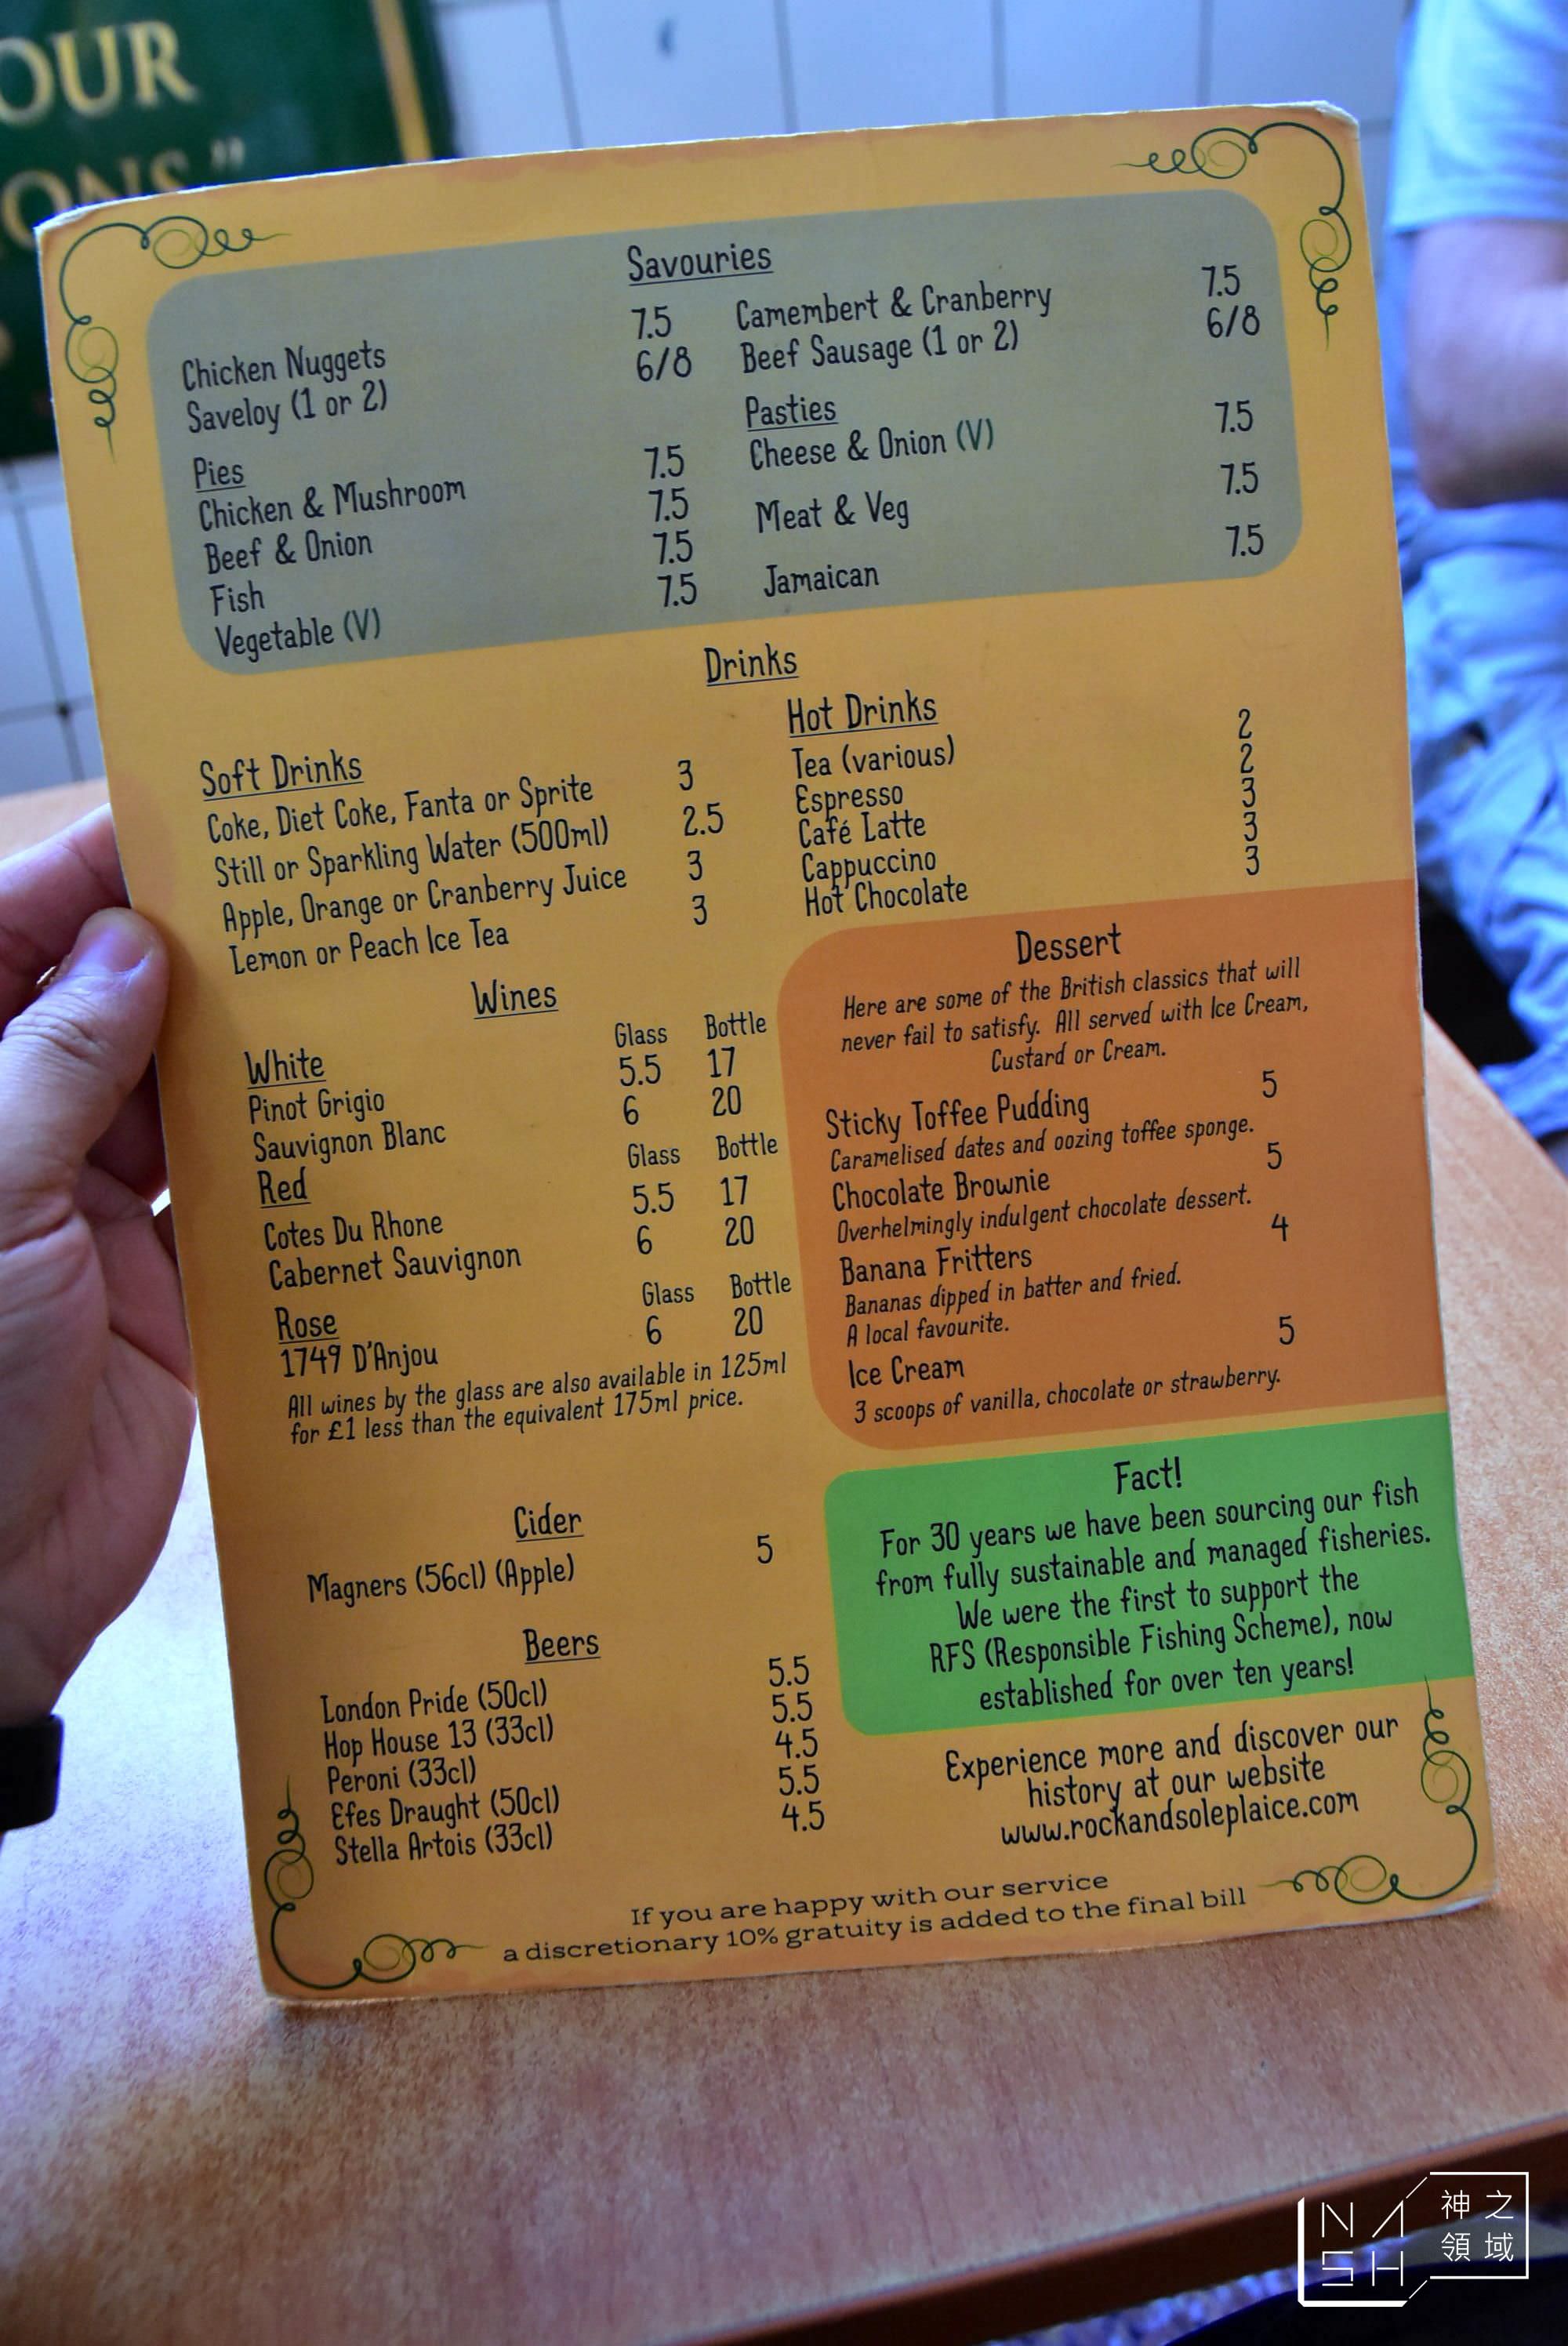 OUR
ONS"
Savouries
Chicken Nuggets 7.5
Saveloy (1 or 2) 6/8
Pies
Chicken & Mushroom 7.5
Beef & Onion 7.5
Fish 7.5
Vegetable (V) 7.5
Camembert & Cranberry 7.5
Beef Sausage (1 or 2) 6/8
Pasties
Cheese & Onion (V) 7.5
Meat & Veg 7.5
Jamaican 7.5
Drinks
Soft Drinks
Coke, Diet Coke, Fanta or Sprite 3
Still or Sparkling Water (500ml) 2.5
Apple, Orange or Cranberry Juice 3
Lemon or Peach Ice Tea 3
Hot Drinks
Tea (various) 2
Espresso 2
Café Latte 3
Cappuccino 3
Hot Chocolate 3
Wines
White Glass Bottle
Pinot Grigio 5.5 17
Sauvignon Blanc 6 20
Red Glass Bottle
Cotes Du Rhone 5.5 17
Cabernet Sauvignon 6 20
Rose Glass Bottle
1749 D'Anjou 6 20
All wines by the glass are also available in 125ml
for £1 less than the equivalent 175ml price.
Cider
Magners (56cl) (Apple) 5
Beers
London Pride (50cl) 5.5
Hop House 13 (33cl) 5.5
Peroni (33cl) 4.5
Efes Draught (50cl) 5.5
Stella Artois (33cl) 4.5
Dessert
Here are some of the British classics that will
never fail to satisfy. All served with Ice Cream,
Custard or Cream.
Sticky Toffee Pudding 5
Caramelised dates and oozing toffee sponge.
Chocolate Brownie 5
Overhelmingly indulgent chocolate dessert.
Banana Fritters 4
Bananas dipped in batter and fried.
A local favourite.
Ice Cream 5
3 scoops of vanilla, chocolate or strawberry.
Fact!
For 30 years we have been sourcing our fish
from fully sustainable and managed fisheries.
We were the first to support the
RFS (Responsible Fishing Scheme), now
established for over ten years!
Experience more and discover our
history at our website
www.rockandsoleplaice.com
If you are happy with our service
a discretionary 10% gratuity is added to the final bill
NASH
神之
領域